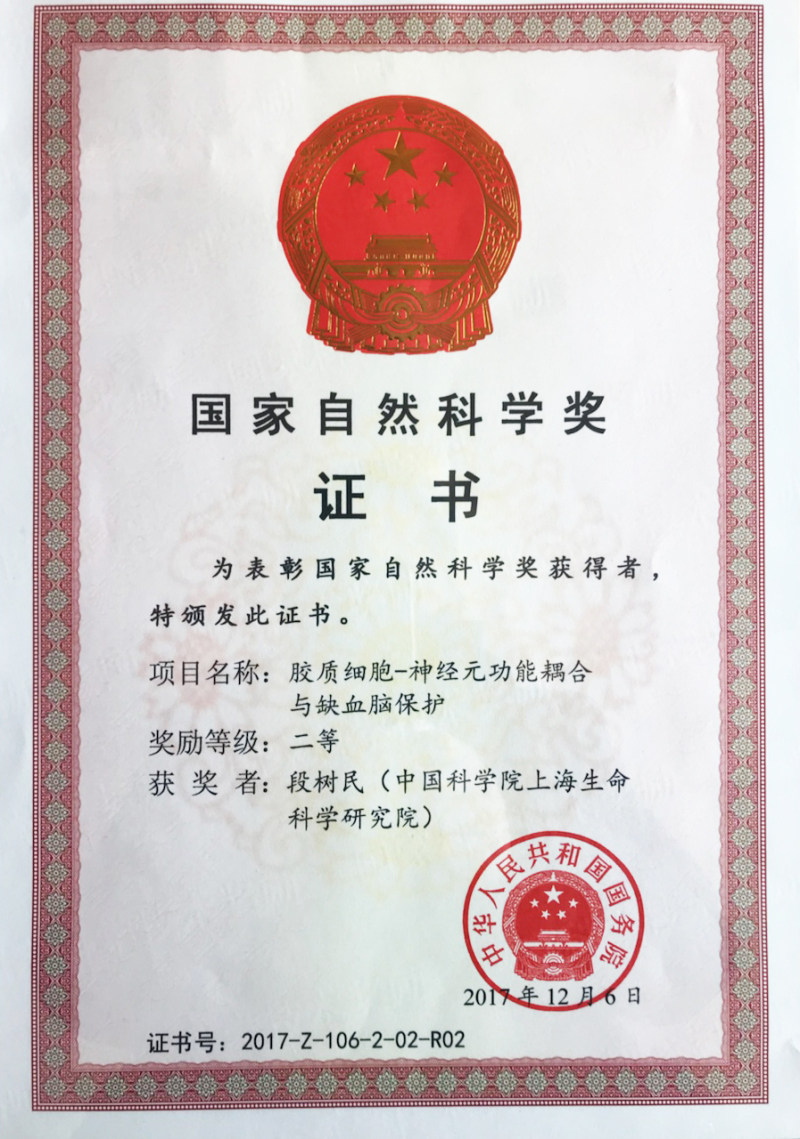 国家自然科学奖
证 书
为表彰国家自然科学奖获得者，
特颁发此证书。
项目名称：胶质细胞-神经元功能耦合
与缺血脑保护
奖励等级：二等
获 奖 者：段树民（中国科学院上海生命
科学研究院）
中华人民共和国国务院
2017年12月6日
证书号：2017-Z-106-2-02-R02